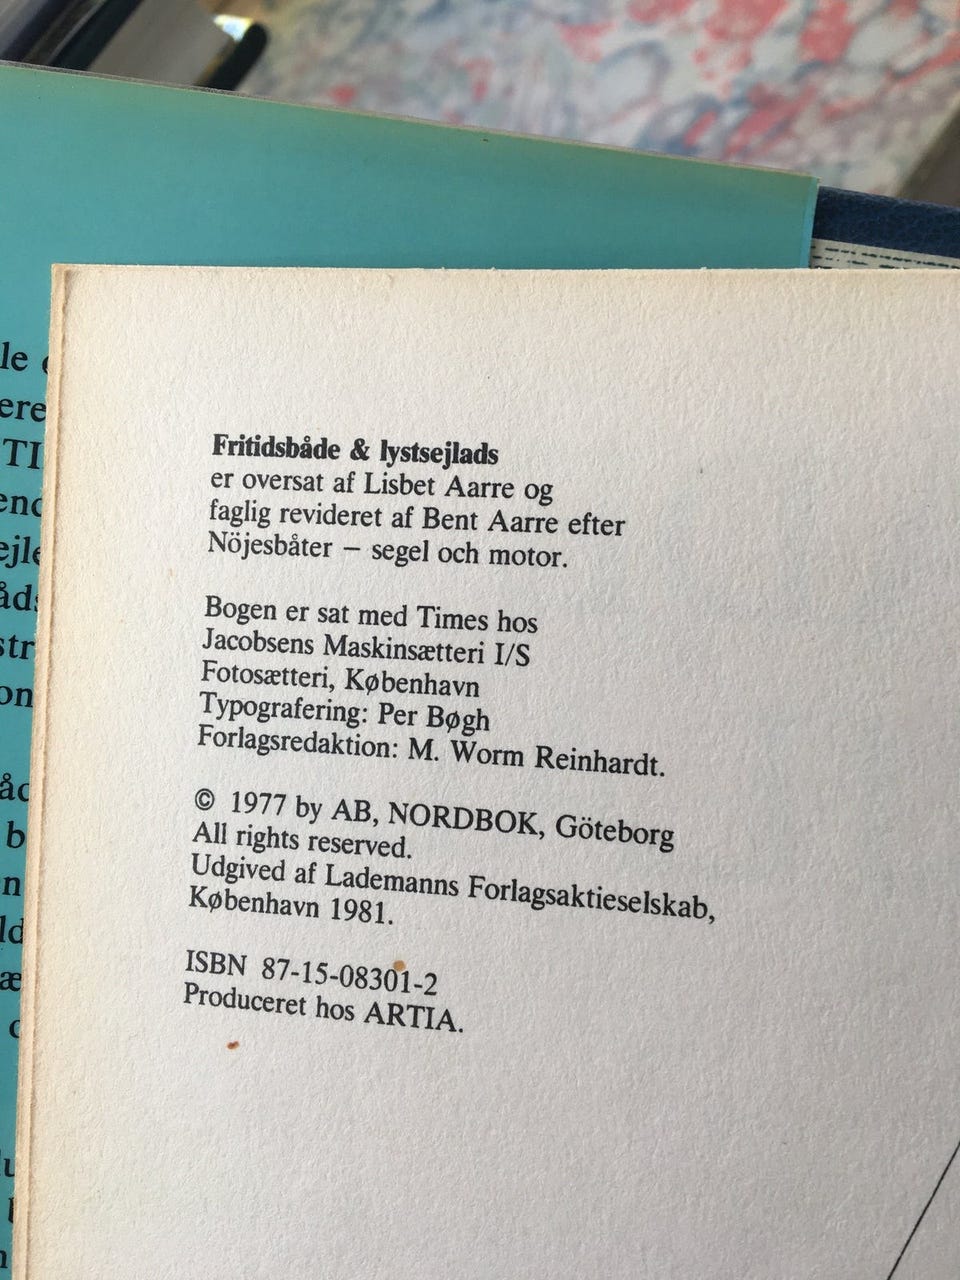 Fritidsbåde & lystsejlads
er oversat af Lisbet Aarre og
faglig revideret af Bent Aarre efter
Nöjesbåter – segel och motor.
Bogen er sat med Times hos
Jacobsens Maskinsætteri I/S
Fotosætteri, København
Typografering: Per Bøgh
Forlagsredaktion: M. Worm Reinhardt.
© 1977 by AB, NORDBOK, Göteborg
All rights reserved.
Udgived af Lademanns Forlagsaktieselskab,
København 1981.
ISBN 87-15-08301-2
Produceret hos ARTIA.